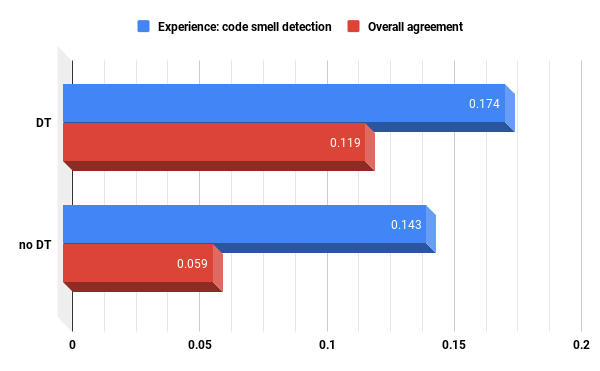 Experience: code smell detection Overall agreement
DT
0.174
0.119
no DT
0.143
0.059
0 0.05 0.1 0.15 0.2